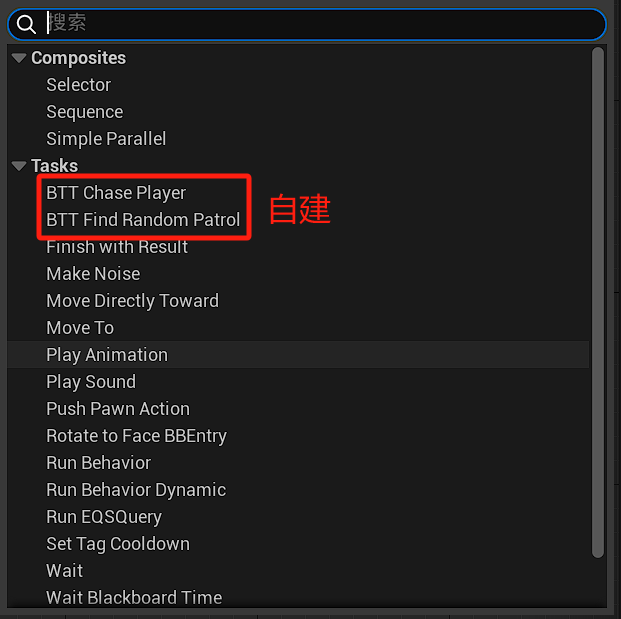 搜索
Composites
Selector
Sequence
Simple Parallel
Tasks
BTT Chase Player
BTT Find Random Patrol
自建
Finish with Result
Make Noise
Move Directly Toward
Move To
Play Animation
Play Sound
Push Pawn Action
Rotate to Face BBEntry
Run Behavior
Run Behavior Dynamic
Run EQSQuery
Set Tag Cooldown
Wait
Wait Blackboard Time